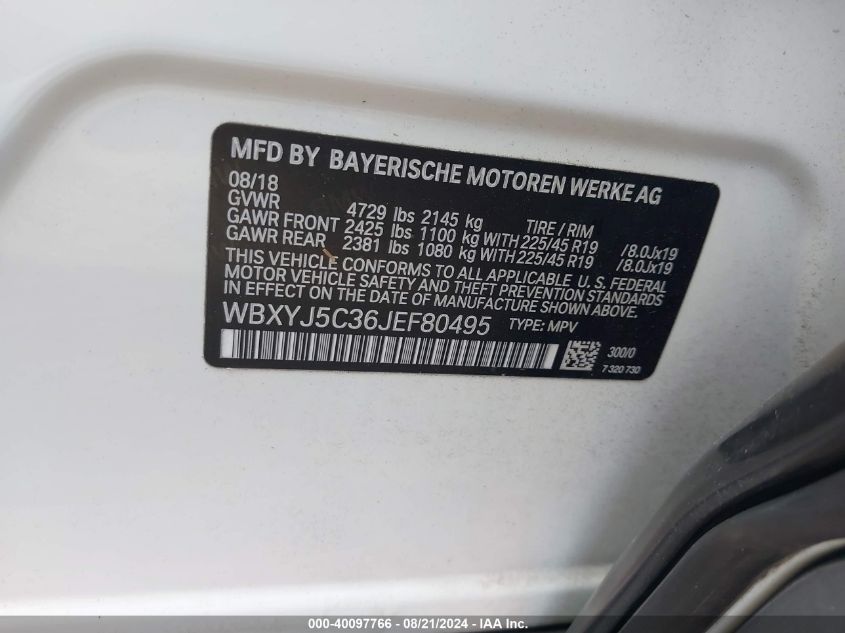 MFD BY BAYERISCHE MOTOREN WERKE AG
08/18
GVWR 4729 lbs 2145 kg TIRE / RIM
GAWR FRONT 2425 lbs 1100 kg WITH 225/45 R19 /8.0Jx19
GAWR REAR 2381 lbs 1080 kg WITH 225/45 R19 /8.0Jx19
THIS VEHICLE CONFORMS TO ALL APPLICABLE U. S. FEDERAL
MOTOR VEHICLE SAFETY AND THEFT PREVENTION STANDARDS
IN EFFECT ON THE DATE OF MANUFACTURE SHOWN ABOVE.
WBXYJ5C36JEF80495 TYPE: MPV
300/0
7 320 730
000-40097766 - 08/21/2024 - IAA Inc.